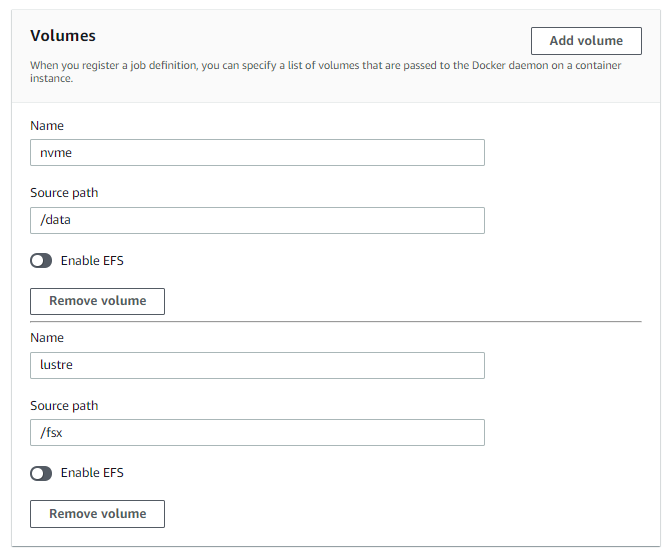 Volumes
Add volume
When you register a job definition, you can specify a list of volumes that are passed to the Docker daemon on a container
instance.
Name
nvme
Source path
/data
Enable EFS
Remove volume
Name
lustre
Source path
/fsx
Enable EFS
Remove volume